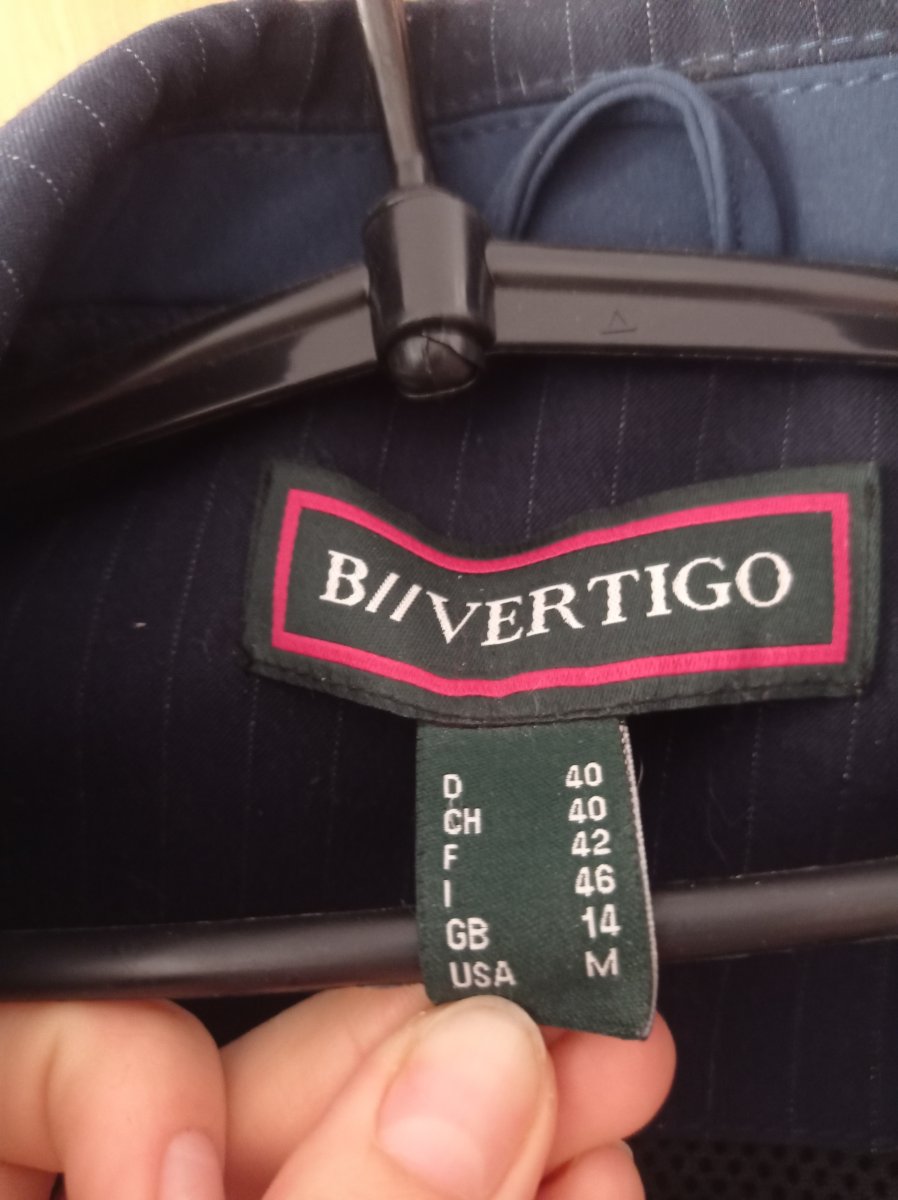 B//VERTIGO
D 40
CH 40
F 42
I 46
GB 14
USA M